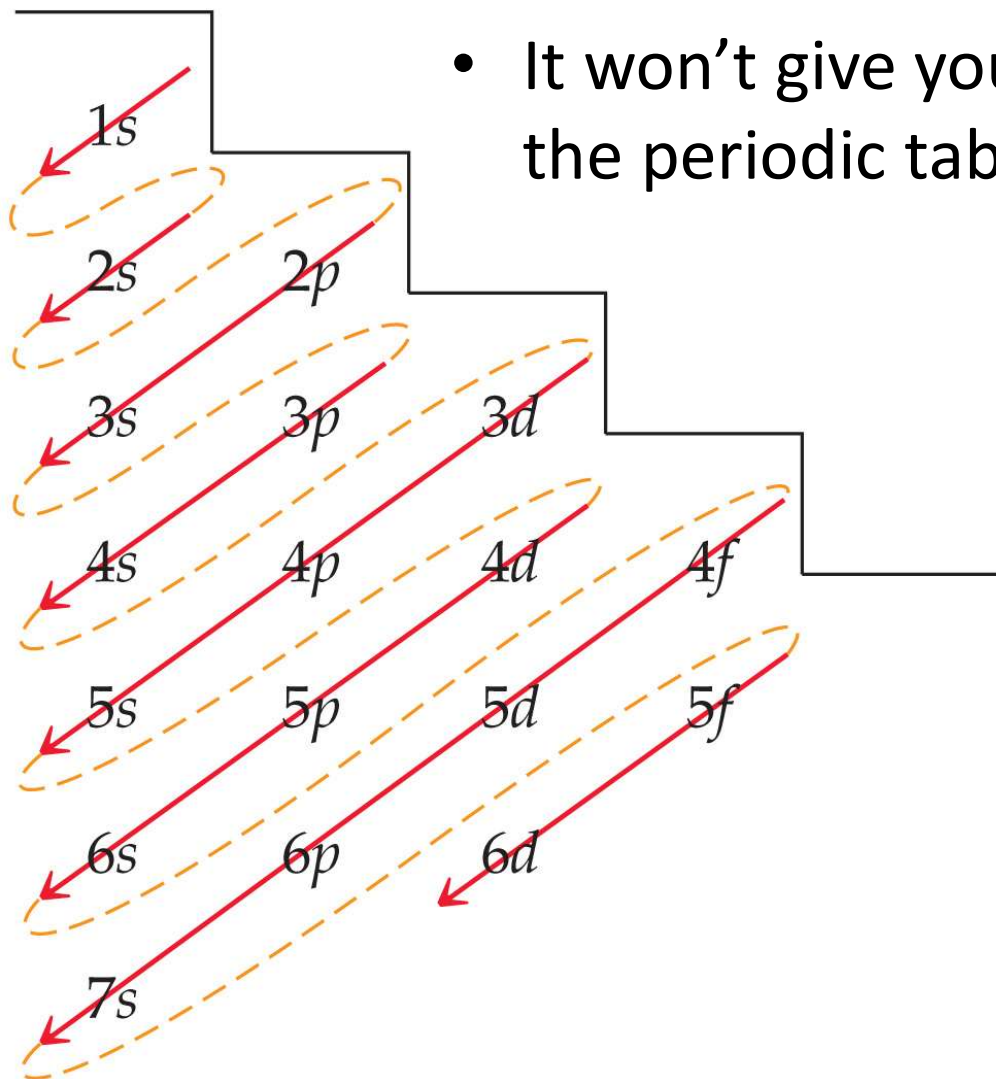 • It won’t give you
the periodic tab
1s
2s 2p
3s 3p 3d
4s 4p 4d 4f
5s 5p 5d 5f
6s 6p 6d
7s